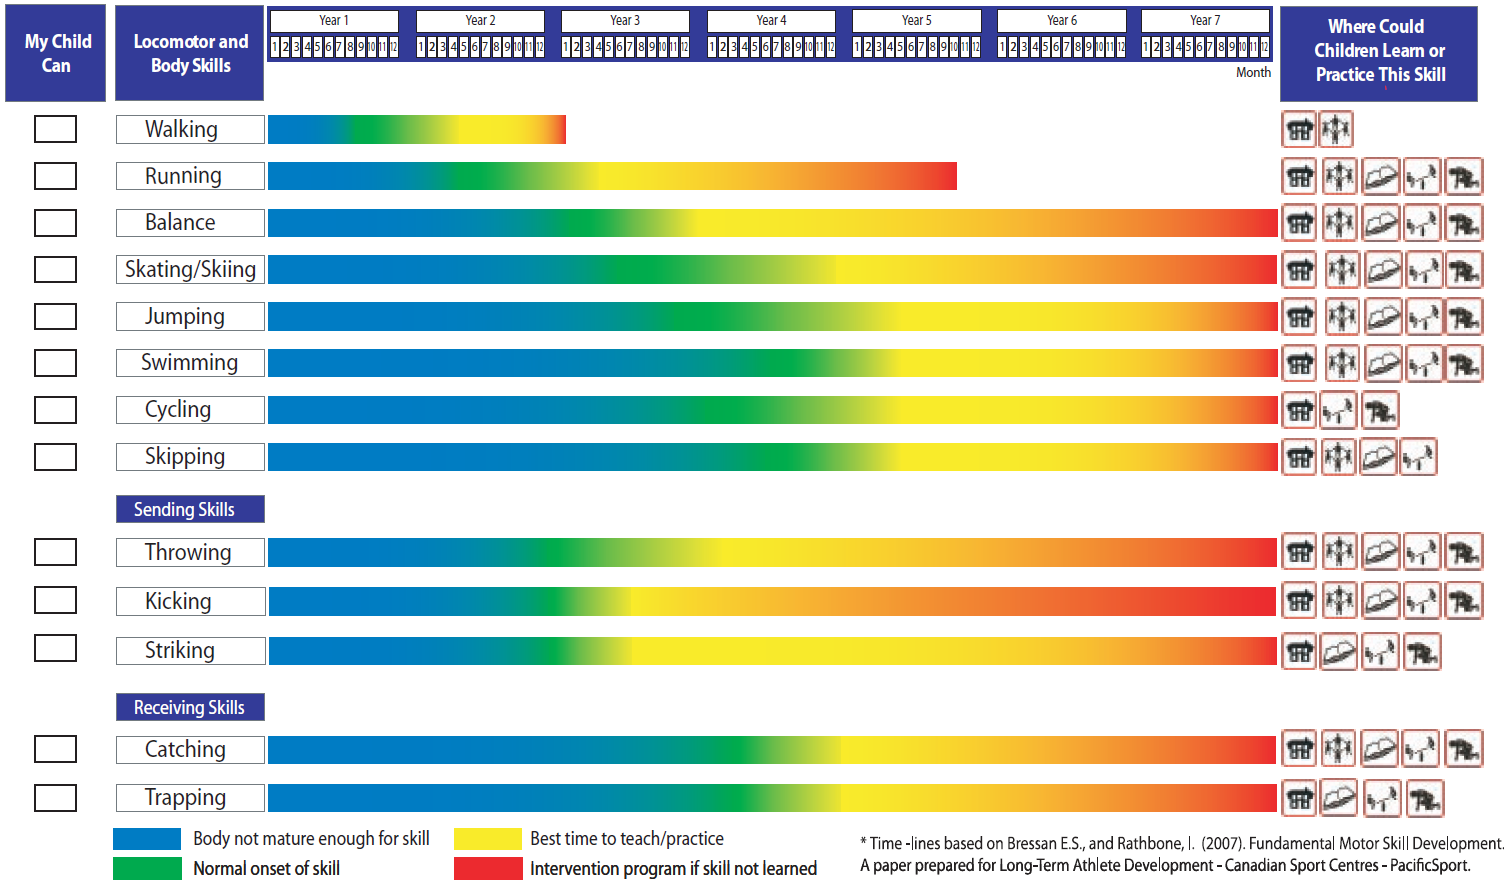 My Child
Can
Locomotor and
Body Skills
Year 1
Year 2
Year 3
Year 4
Year 5
Year 6
Year 7
1 2 3 4 5 6 7 8 9 10 11 12
1 2 3 4 5 6 7 8 9 10 11 12
1 2 3 4 5 6 7 8 9 10 11 12
1 2 3 4 5 6 7 8 9 10 11 12
1 2 3 4 5 6 7 8 9 10 11 12
1 2 3 4 5 6 7 8 9 10 11 12
1 2 3 4 5 6 7 8 9 10 11 12
Month
Where Could
Children Learn or
Practice This Skill
Walking
Running
Balance
Skating/Skiing
Jumping
Swimming
Cycling
Skipping
Sending Skills
Throwing
Kicking
Striking
Receiving Skills
Catching
Trapping
Body not mature enough for skill
Best time to teach/practice
Normal onset of skill
Intervention program if skill not learned
* Time -lines based on Bressan E.S., and Rathbone, I. (2007). Fundamental Motor Skill Development.
A paper prepared for Long-Term Athlete Development - Canadian Sport Centres - PacificSport.